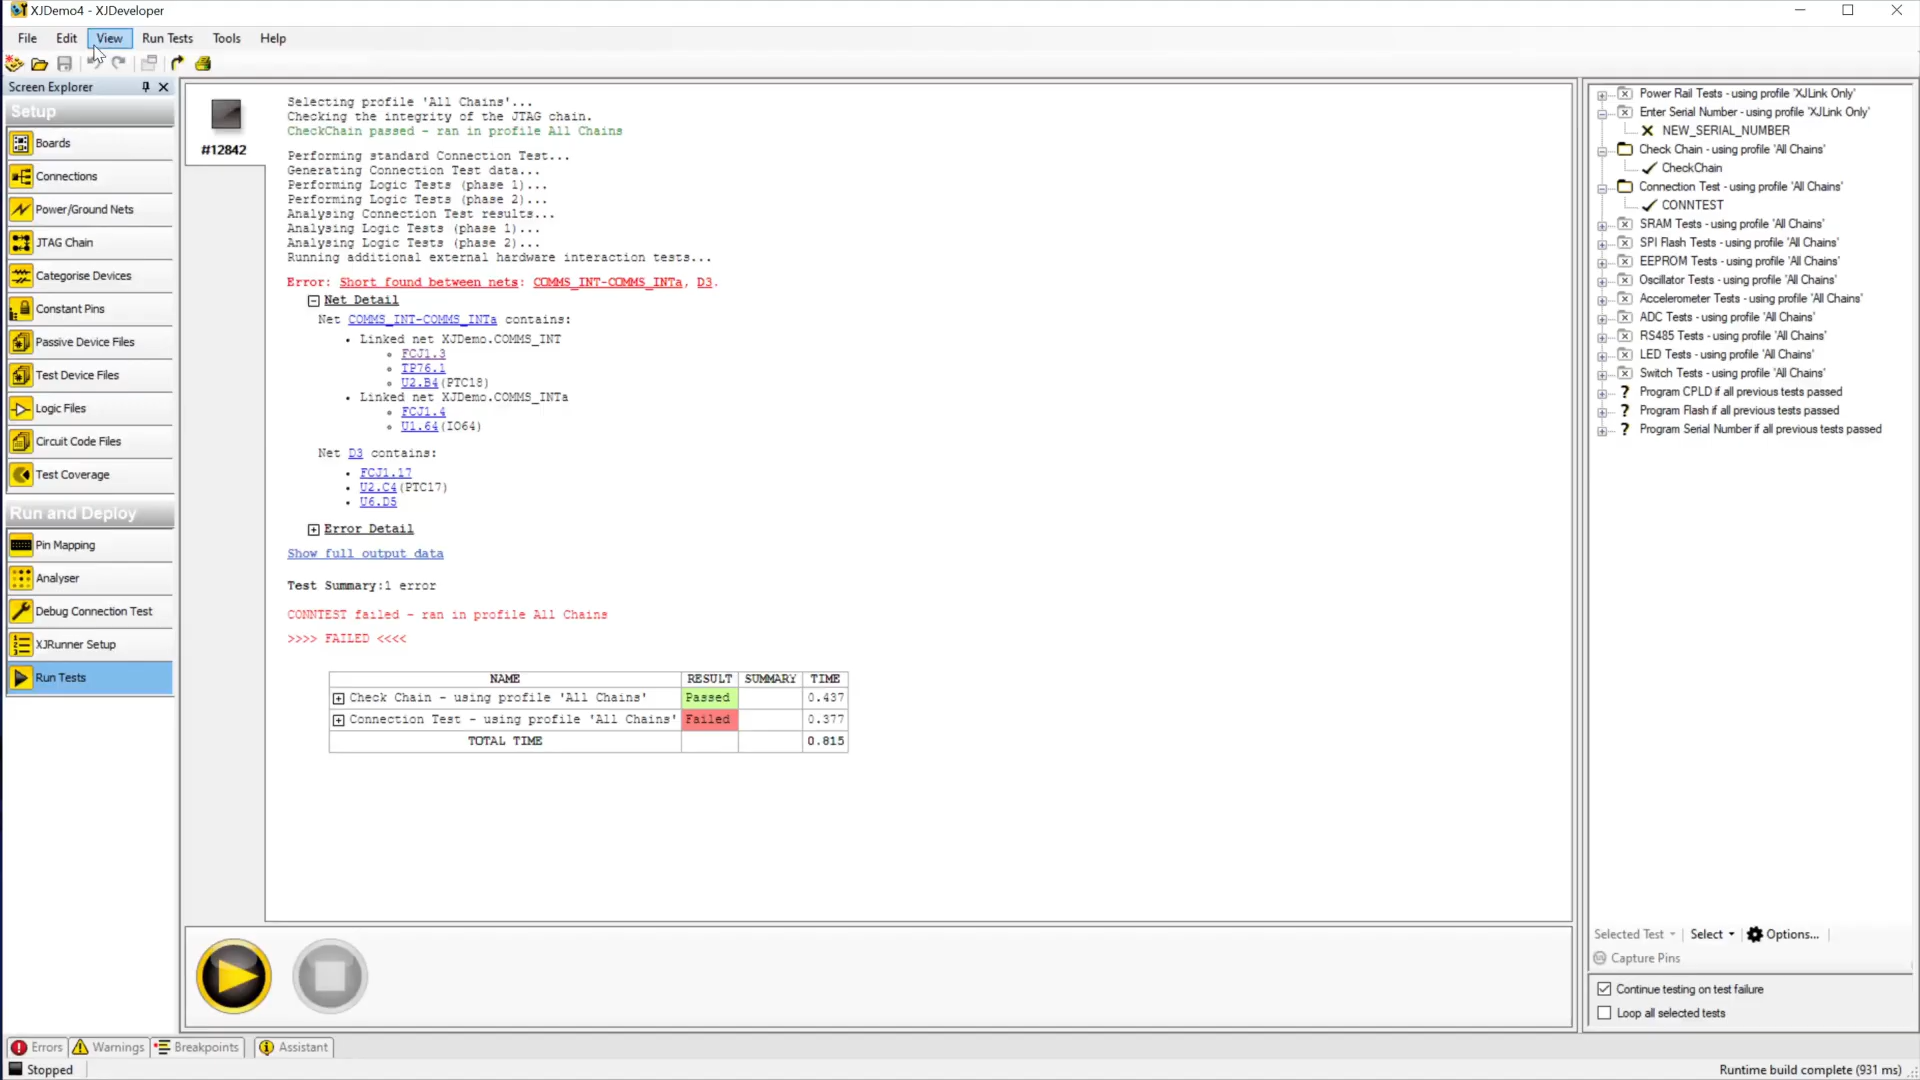 XJDemo4 - XJDeveloper
File Edit View Run Tests Tools Help
Screen Explorer
Setup
Boards
Connections
Power/Ground Nets
JTAG Chain
Categorise Devices
Constant Pins
Passive Device Files
Test Device Files
Logic Files
Circuit Code Files
Test Coverage
Run and Deploy
Pin Mapping
Analyser
Debug Connection Test
XJRunner Setup
Run Tests
#12842
Selecting profile 'All Chains'...
Checking the integrity of the JTAG chain.
CheckChain passed - ran in profile All Chains
Performing standard Connection Test...
Generating Connection Test data...
Performing Logic Tests (phase 1)...
Performing Logic Tests (phase 2)...
Analysing Connection Test results...
Analysing Logic Tests (phase 1)...
Analysing Logic Tests (phase 2)...
Running additional external hardware interaction tests...
Error: Short found between nets: COMMS_INT-COMMS_INTa, D3.
Net Detail
Net COMMS_INT-COMMS_INTa contains:
• Linked net XJDemo.COMMS_INT
FCJ1.3
TP76.1
U2.B4(PTC18)
• Linked net XJDemo.COMMS_INTa
FCJ1.4
U1.64(IO64)
Net D3 contains:
• FCJ1.17
• U2.C4(PTC17)
• U6.D5
Error Detail
Show full output data
Test Summary:1 error
CONNTEST failed - ran in profile All Chains
>>>> FAILED <<<<
NAME RESULT SUMMARY TIME
Check Chain - using profile 'All Chains' Passed 0.437
Connection Test - using profile 'All Chains' Failed 0.377
TOTAL TIME 0.815
Power Rail Tests - using profile 'XJLink Only'
Enter Serial Number - using profile 'XJLink Only'
NEW_SERIAL_NUMBER
Check Chain - using profile 'All Chains'
CheckChain
Connection Test - using profile 'All Chains'
CONNTEST
SRAM Tests - using profile 'All Chains'
SPI Flash Tests - using profile 'All Chains'
EEPROM Tests - using profile 'All Chains'
Oscillator Tests - using profile 'All Chains'
Accelerometer Tests - using profile 'All Chains'
ADC Tests - using profile 'All Chains'
RS485 Tests - using profile 'All Chains'
LED Tests - using profile 'All Chains'
Switch Tests - using profile 'All Chains'
? Program CPLD if all previous tests passed
? Program Flash if all previous tests passed
? Program Serial Number if all previous tests passed
Selected Test Select Options...
Capture Pins
Continue testing on test failure
Loop all selected tests
Errors Warnings Breakpoints Assistant
Stopped
Runtime build complete (931 ms)